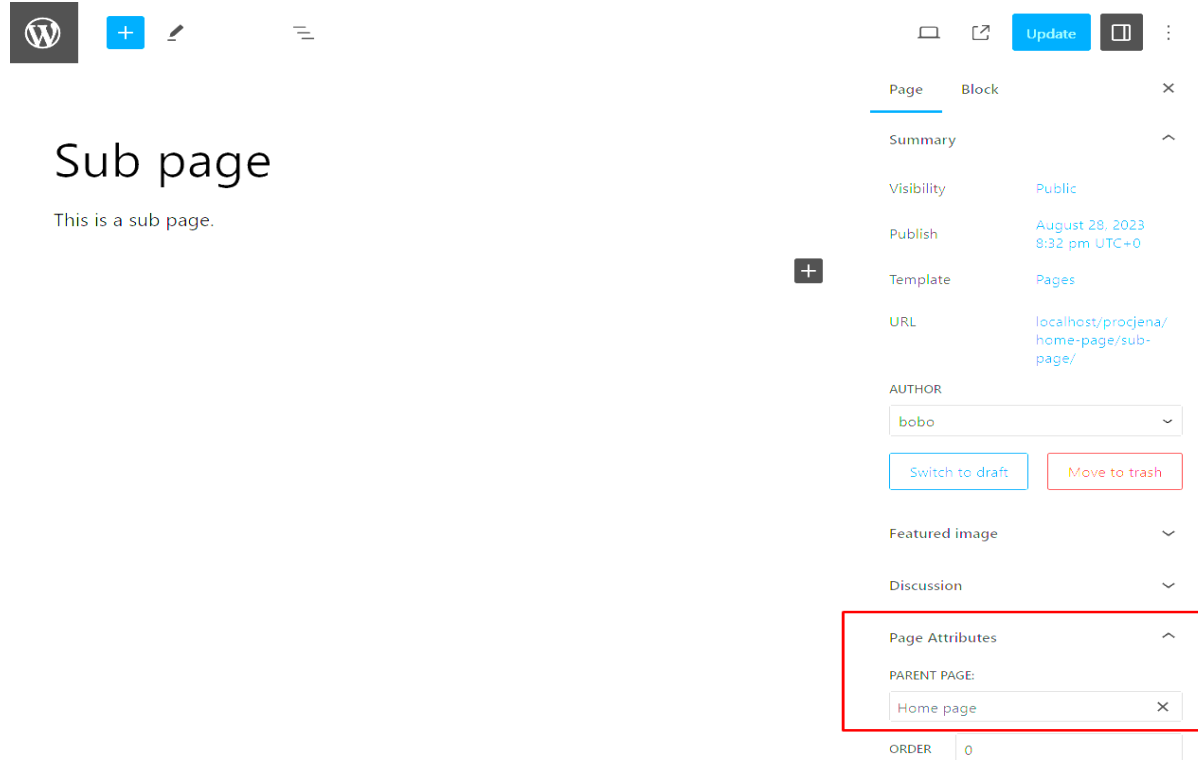 Update
Page Block
Summary
Sub page
This is a sub page.
Visibility Public
Publish August 28, 2023
8:32 pm UTC+0
Template Pages
URL localhost/procjena/
home-page/sub-
page/
AUTHOR
bobo
Switch to draft Move to trash
Featured image
Discussion
Page Attributes
PARENT PAGE:
Home page
ORDER 0